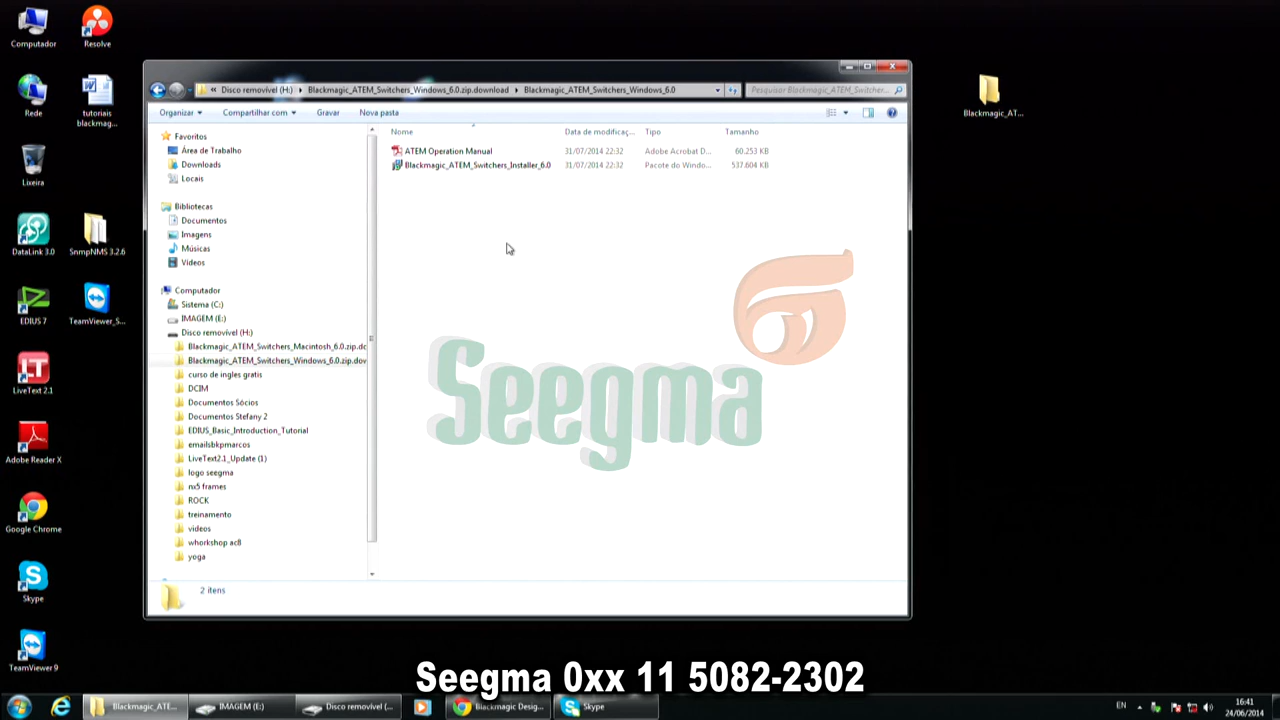 Computador
Resolve
Rede
tutoriais
blackmag...
Lixeira
DataLink 3.0
SnmpNMS 3.2.6
EDIUS 7
TeamViewer_S...
LiveText 2.1
Adobe Reader X
Google Chrome
Skype
TeamViewer 9
Blackmagic_AT...
« Disco removível (H:) ▸ Blackmagic_ATEM_Switchers_Windows_6.0.zip.download ▸ Blackmagic_ATEM_Switchers_Windows_6.0
Pesquisar Blackmagic_ATEM_Switcher...
Organizar Compartilhar com Gravar Nova pasta
Favoritos
Área de Trabalho
Downloads
Locais
Bibliotecas
Documentos
Imagens
Músicas
Vídeos
Computador
Sistema (C:)
IMAGEM (E:)
Disco removível (H:)
Blackmagic_ATEM_Switchers_Macintosh_6.0.zip.do
Blackmagic_ATEM_Switchers_Windows_6.0.zip.dow
curso de ingles gratis
DCIM
Documentos Sócios
Documentos Stefany 2
EDIUS_Basic_Introduction_Tutorial
emailsbkpmarcos
LiveText2.1_Update (1)
logo seegma
nx5 frames
ROCK
treinamento
videos
whorkshop ac8
yoga
Nome Data de modificaç... Tipo Tamanho
ATEM Operation Manual 31/07/2014 22:32 Adobe Acrobat D... 60.253 KB
Blackmagic_ATEM_Switchers_Installer_6.0 31/07/2014 22:32 Pacote do Windo... 537.604 KB
Seegma
2 itens
Seegma 0xx 11 5082-2302
Blackmagic_ATE...
IMAGEM (E:)
Disco removível (...
Blackmagic Desig...
Skype
EN
16:41
24/06/2014